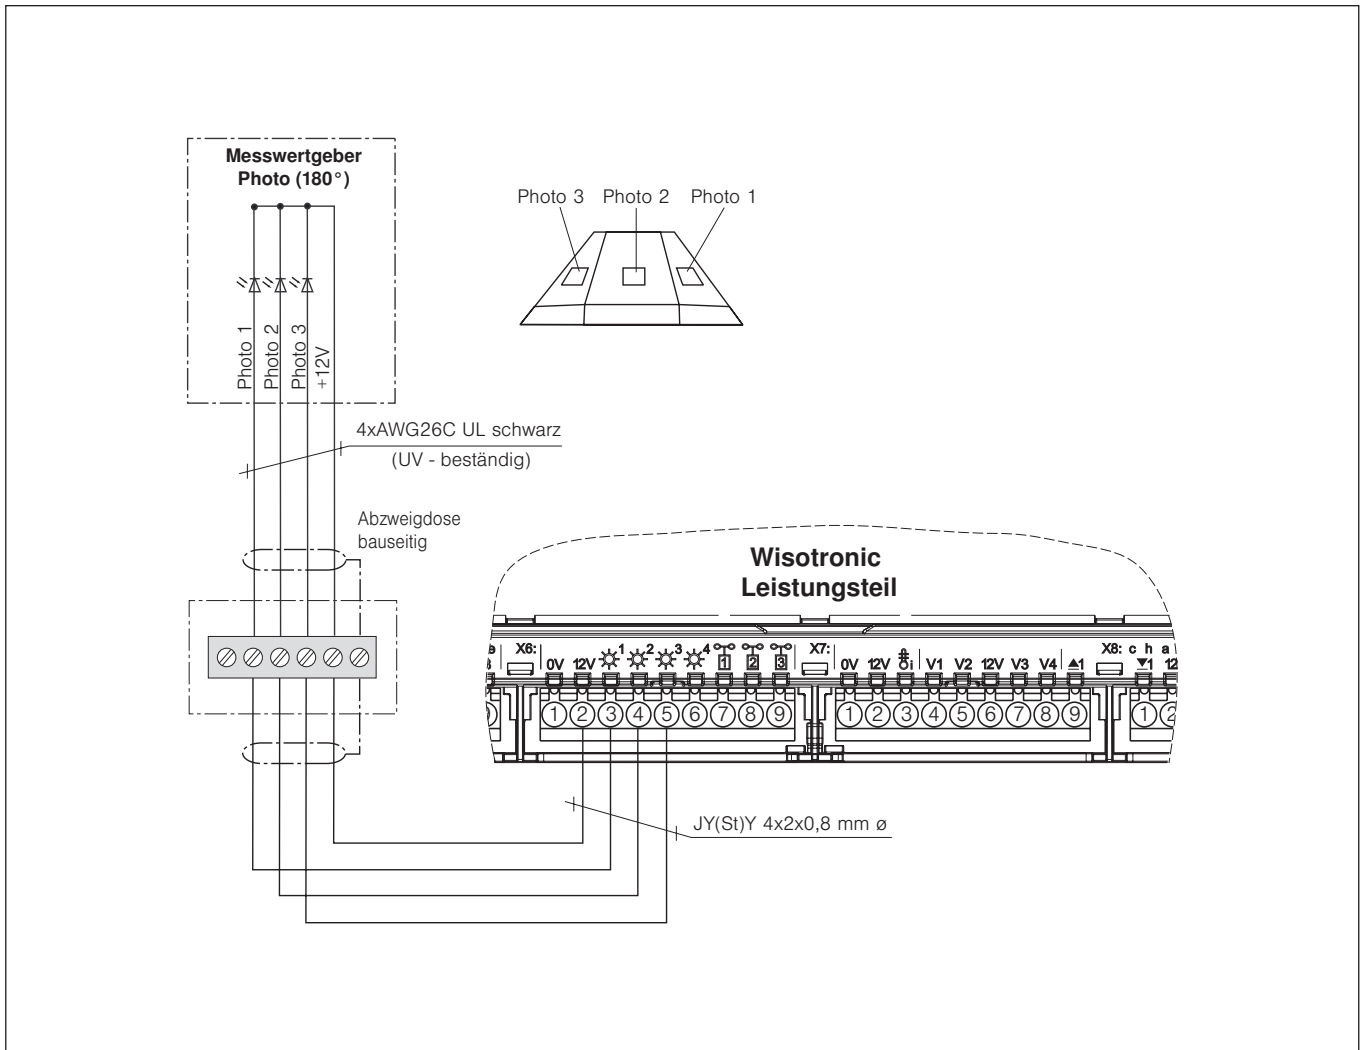 Messwertgeber
Photo (180°)
Photo 3 Photo 2 Photo 1
Photo 1
Photo 2
Photo 3
+12V
4xAWG26C UL schwarz
(UV - beständig)
Abzweigdose
bauseitig
Wisotronic
Leistungsteil
X6: X7: X8: c h a
0V 12V 1 2 3 4 1 2 3
0V 12V V1 V2 12V V3 V4 ▲1
▼1 12
1 2 3 4 5 6 7 8 9
1 2 3 4 5 6 7 8 9
1 2
JY(St)Y 4x2x0,8 mm ø